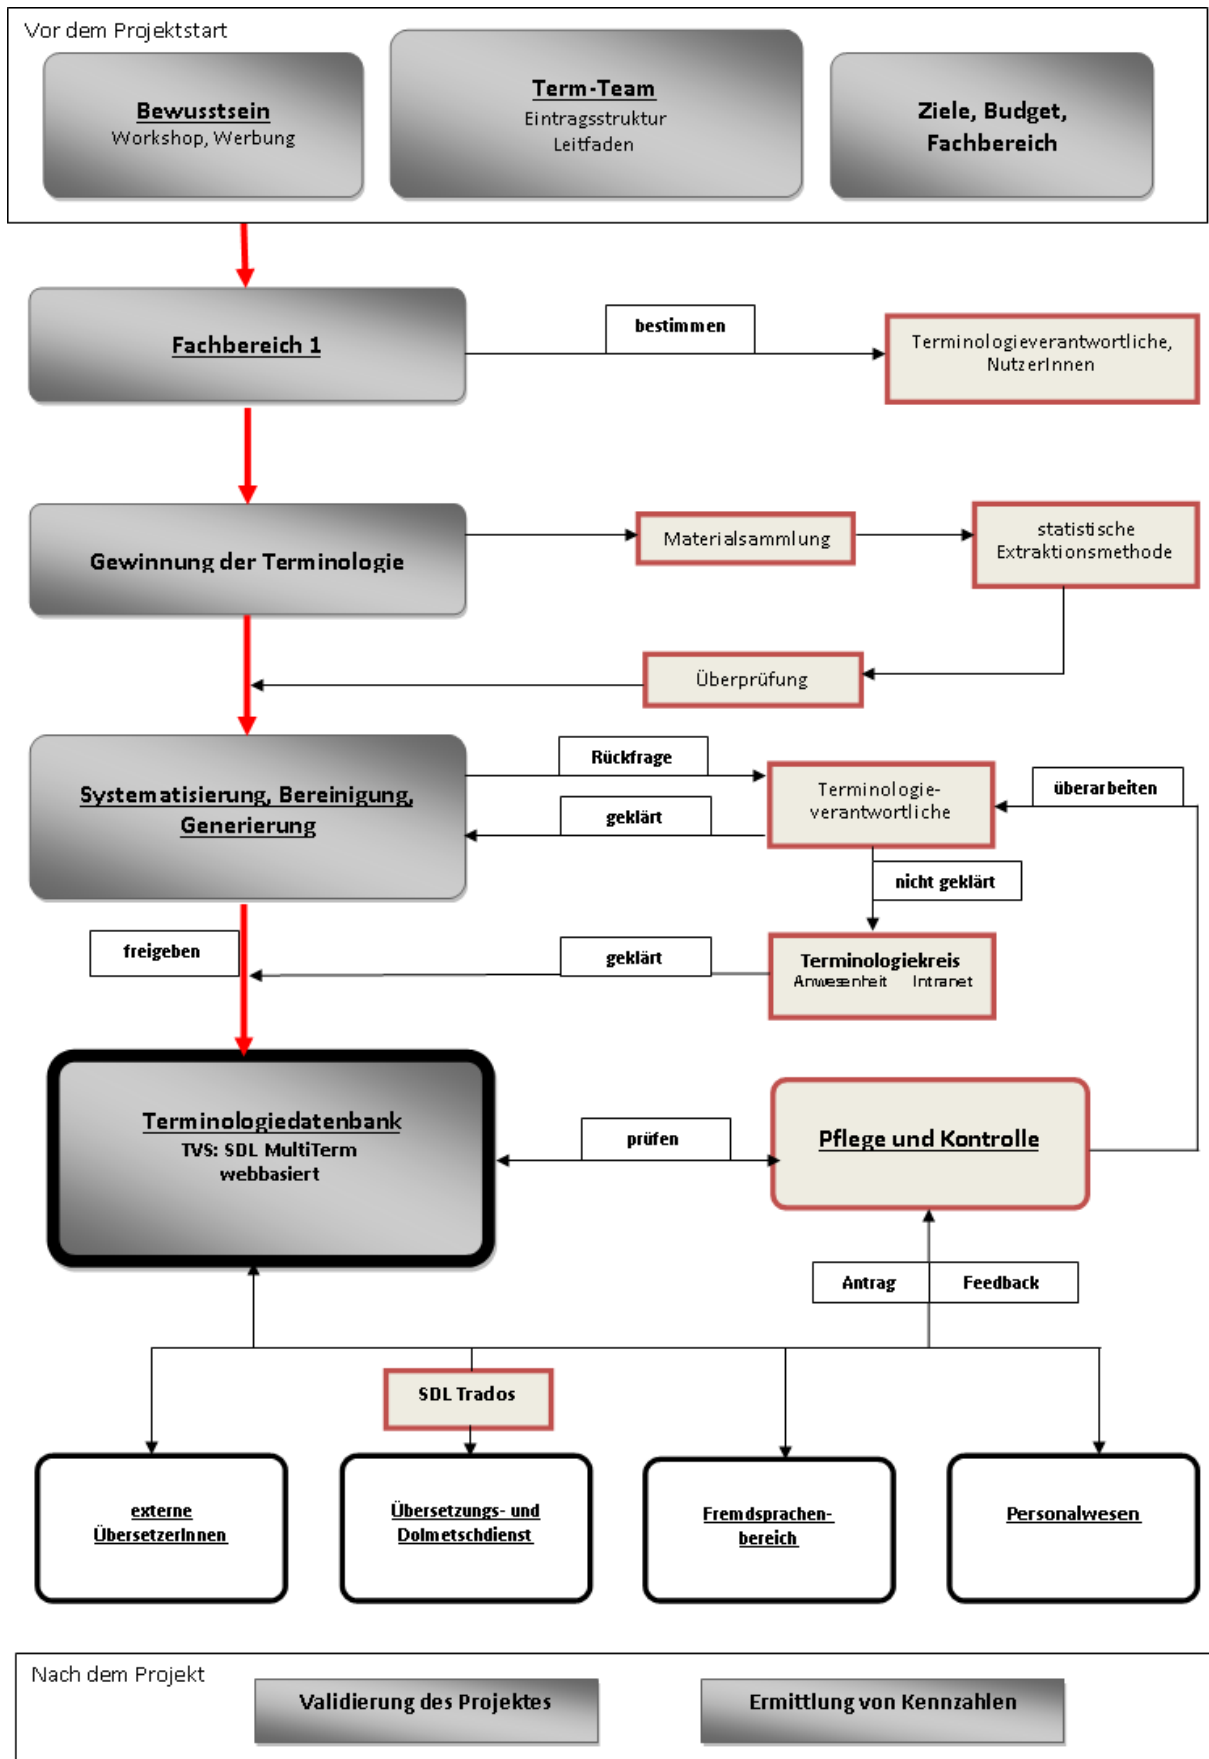 Vor dem Projektstart
Bewusstsein
Workshop, Werbung
Term-Team
Eintragsstruktur
Leitfaden
Ziele, Budget,
Fachbereich
Fachbereich 1
bestimmen
Terminologieverantwortliche,
NutzerInnen
Gewinnung der Terminologie
Materialsammlung
statistische
Extraktionsmethode
Überprüfung
Systematisierung, Bereinigung,
Generierung
Rückfrage
geklärt
Terminologie-
verantwortliche
überarbeiten
nicht geklärt
freigeben
geklärt
Terminologiekreis
Anwesenheit Intranet
Terminologiedatenbank
TVS: SDL MultiTerm
webbasiert
prüfen
Pflege und Kontrolle
Antrag
Feedback
SDL Trados
externe
ÜbersetzerInnen
Übersetzungs- und
Dolmetschdienst
Fremdsprachen-
bereich
Personalwesen
Nach dem Projekt
Validierung des Projektes
Ermittlung von Kennzahlen